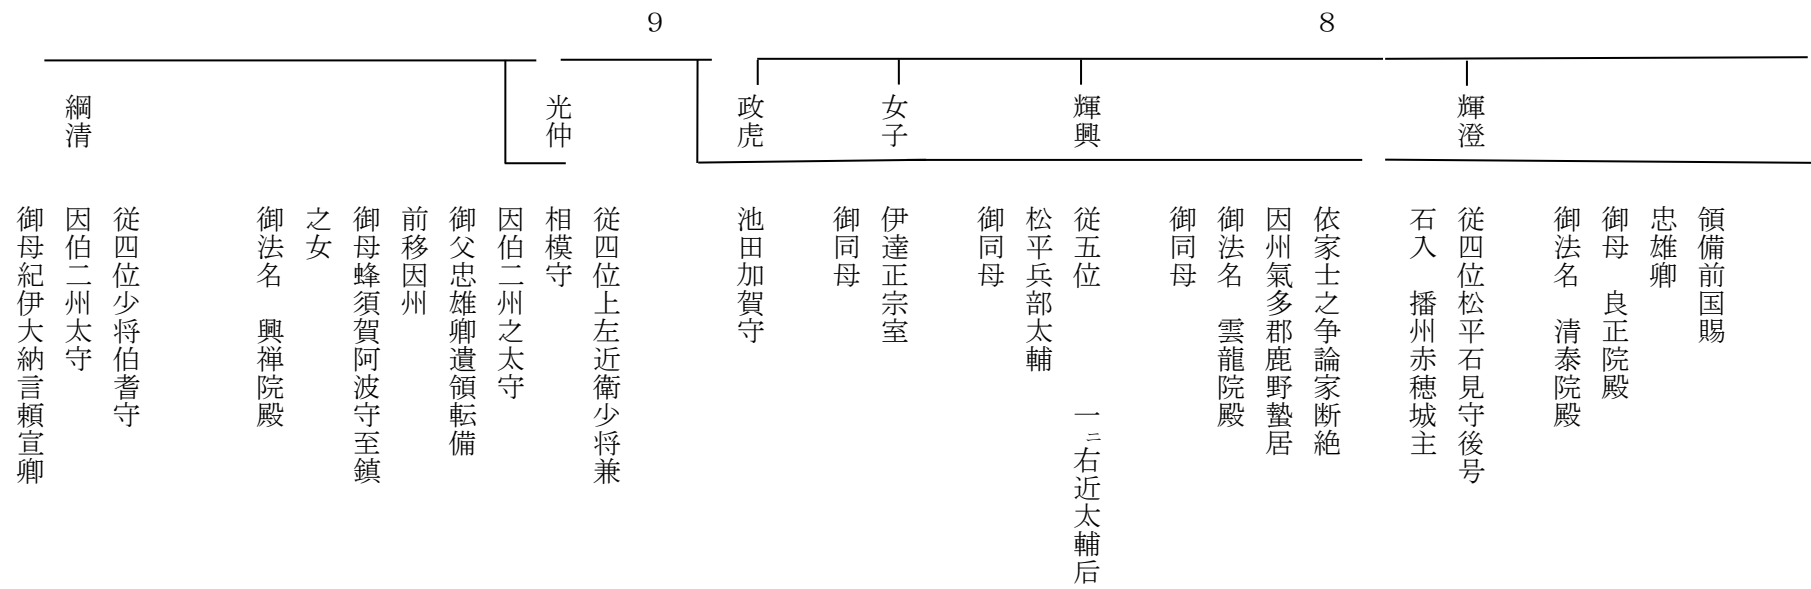 8
領備前国賜
忠雄卿
御母　良正院殿
御法名　清泰院殿
輝澄
従四位松平石見守後号
石入　播州赤穂城主
依家士之争論家断絶
因州氣多郡鹿野蟄居
御法名　雲龍院殿
御同母
輝興
従五位　　　　一ニ右近太輔后
松平兵部太輔
御同母
女子
伊達正宗室
御同母
政虎
池田加賀守
9
従四位上左近衛少将兼
光仲
相模守
因伯二州之太守
御父忠雄卿遺領転備
前移因州
御母蜂須賀阿波守至鎮
之女
御法名　興禅院殿
従四位少将伯耆守
綱清
因伯二州太守
御母紀伊大納言頼宣卿